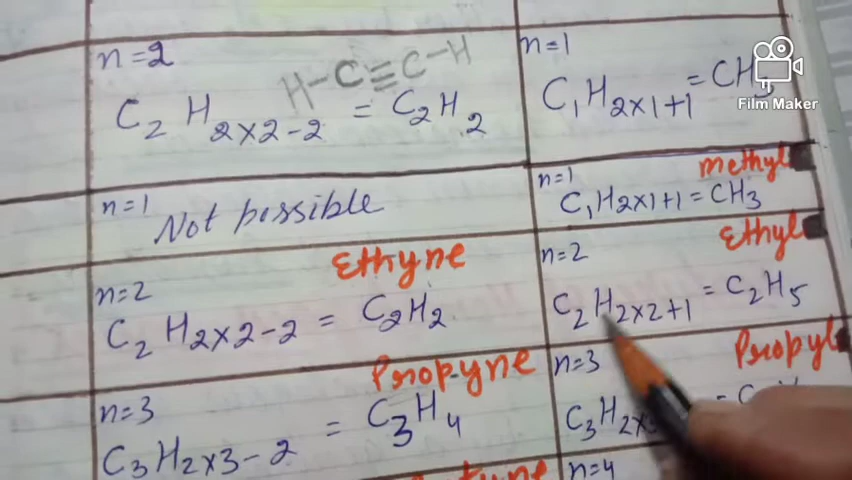 n=2
H-C≡C-H
C2 H2×2-2 = C2H2
n=1
C1H2×1+1 = CH3
Film Maker
n=1
Not possible
methyl
n=1
C1H2×1+1 = CH3
Ethyne
n=2
C2 H2×2-2 = C2H2
Ethyl
n=2
C2H2×2+1 = C2H5
Propyne
n=3
C3H2×3-2 = C3H4
Propyl
n=3
C3H2×
=
n=4